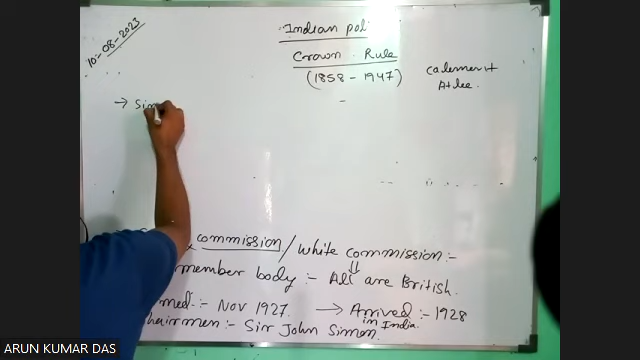 10-08-2023
Indian pol
Crown Rule
(1858 - 1947)
calement
Atlee.
→ Sim
commission / White commission :-
member body :- All are British.
med :- Nov 1927. → Arrived :- 1928
in India.
hairmen :- Sir John Simon.
ARUN KUMAR DAS